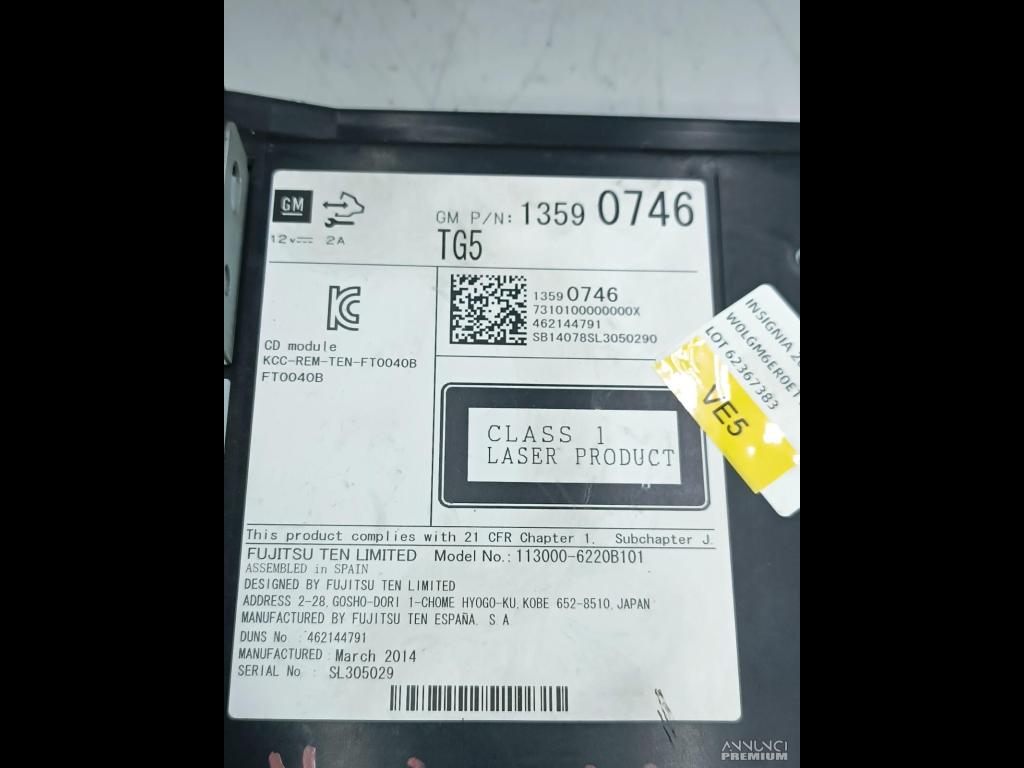 GM
GM P/N: 1359 0746
12V 2A
TG5
1359 0746
7310100000000X
462144791
SB14078SL3050290
CD module
KCC-REM-TEN-FT0040B
FT0040B
CLASS 1
LASER PRODUCT
This product complies with 21 CFR Chapter 1, Subchapter J.
FUJITSU TEN LIMITED Model No.: 113000-6220B101
ASSEMBLED in SPAIN
DESIGNED BY FUJITSU TEN LIMITED
ADDRESS 2-28, GOSHO-DORI 1-CHOME HYOGO-KU, KOBE 652-8510, JAPAN
MANUFACTURED BY FUJITSU TEN ESPAÑA, S.A
DUNS No :462144791
MANUFACTURED : March 2014
SERIAL No : SL305029
INSIGNIA
W0LGM6ER0E1
LOT 62367383
VE5
ANNUNCI
PREMIUM